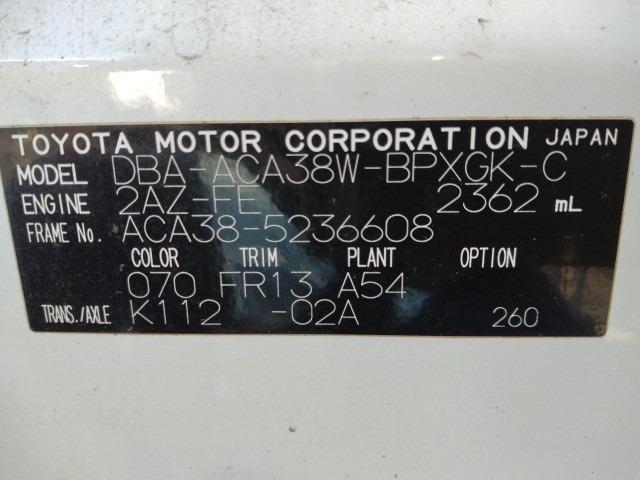 TOYOTA MOTOR CORPORATION JAPAN
MODEL DBA-ACA38W-BPXGK-C
ENGINE 2AZ-FE 2362 mL
FRAME No. ACA38-5236608
COLOR TRIM PLANT OPTION
070 FR13 A54
TRANS./AXLE K112 -02A 260